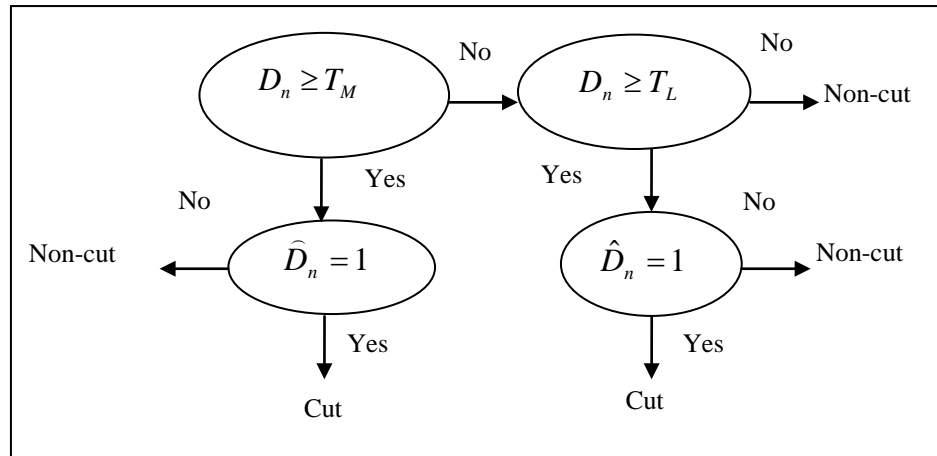 No
No
D_n ≥ T_M
D_n ≥ T_L
Non-cut
Yes
Yes
No
No
Non-cut
D̑_n = 1
D̂_n = 1
Non-cut
Yes
Yes
Cut
Cut